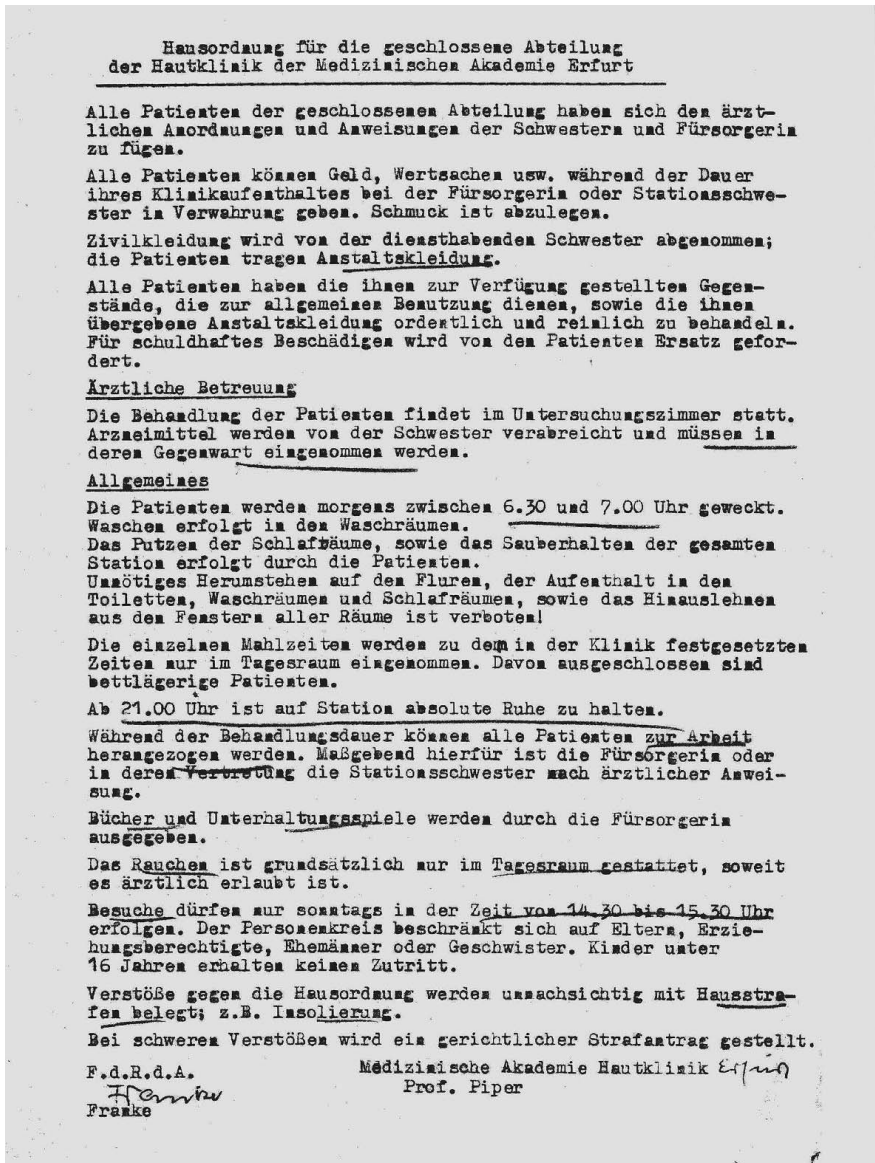 Hausordnung für die geschlossene Abteilung
der Hautklinik der Medizinischen Akademie Erfurt
Alle Patienten der geschlossenen Abteilung haben sich den ärzt-
lichen Anordnungen und Anweisungen der Schwestern und Fürsorgerin
zu fügen.
Alle Patienten können Geld, Wertsachen usw. während der Dauer
ihres Klinikaufenthaltes bei der Fürsorgerin oder Stationsschwe-
ster in Verwahrung geben. Schmuck ist abzulegen.
Zivilkleidung wird von der diensthabenden Schwester abgenommen;
die Patienten tragen Anstaltskleidung.
Alle Patienten haben die ihnen zur Verfügung gestellten Gegen-
stände, die zur allgemeinen Benutzung dienen, sowie die ihnen
übergebene Anstaltskleidung ordentlich und reinlich zu behandeln.
Für schuldhaftes Beschädigen wird von den Patienten Ersatz gefor-
dert.
Ärztliche Betreuung
Die Behandlung der Patienten findet im Untersuchungszimmer statt.
Arzneimittel werden von der Schwester verabreicht und müssen in
deren Gegenwart eingenommen werden.
Allgemeines
Die Patienten werden morgens zwischen 6.30 und 7.00 Uhr geweckt.
Waschen erfolgt in den Waschräumen.
Das Putzen der Schlafräume, sowie das Sauberhalten der gesamten
Station erfolgt durch die Patienten.
Unnötiges Herumstehen auf den Fluren, der Aufenthalt in den
Toiletten, Waschräumen und Schlafräumen, sowie das Hinauslehnen
aus den Fenstern aller Räume ist verboten!
Die einzelnen Mahlzeiten werden zu den in der Klinik festgesetzten
Zeiten nur im Tagesraum eingenommen. Davon ausgeschlossen sind
bettlägerige Patienten.
Ab 21.00 Uhr ist auf Station absolute Ruhe zu halten.
Während der Behandlungsdauer können alle Patienten zur Arbeit
herangezogen werden. Maßgebend hierfür ist die Fürsorgerin oder
in deren Vertretung die Stationsschwester nach ärztlicher Anwei-
sung.
Bücher und Unterhaltungsspiele werden durch die Fürsorgerin
ausgegeben.
Das Rauchen ist grundsätzlich nur im Tagesraum gestattet, soweit
es ärztlich erlaubt ist.
Besuche dürfen nur sonntags in der Zeit von 14.30 bis 15.30 Uhr
erfolgen. Der Personenkreis beschränkt sich auf Eltern, Erzie-
hungsberechtigte, Ehemänner oder Geschwister. Kinder unter
16 Jahren erhalten keinen Zutritt.
Verstöße gegen die Hausordnung werden unnachsichtig mit Hausstra-
fen belegt; z.B. Insolierung.
Bei schweren Verstößen wird ein gerichtlicher Strafantrag gestellt.
F.d.R.d.A. Medizinische Akademie Hautklinik Erfurt
Prof. Piper
Franke